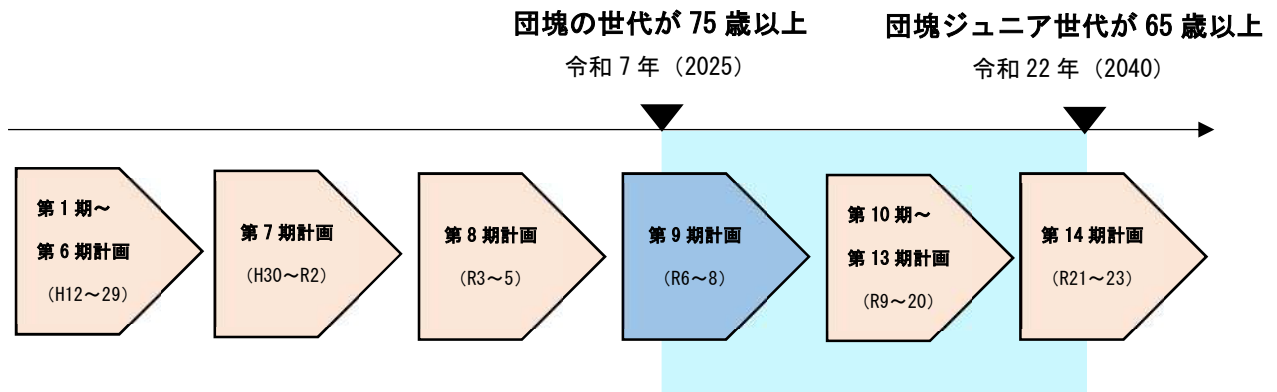 団塊の世代が 75 歳以上
令和 7 年（2025）
団塊ジュニア世代が 65 歳以上
令和 22 年（2040）
第 1 期～
第 6 期計画
（H12～29）
第 7 期計画
（H30～R2）
第 8 期計画
（R3～5）
第 9 期計画
（R6～8）
第 10 期～
第 13 期計画
（R9～20）
第 14 期計画
（R21～23）